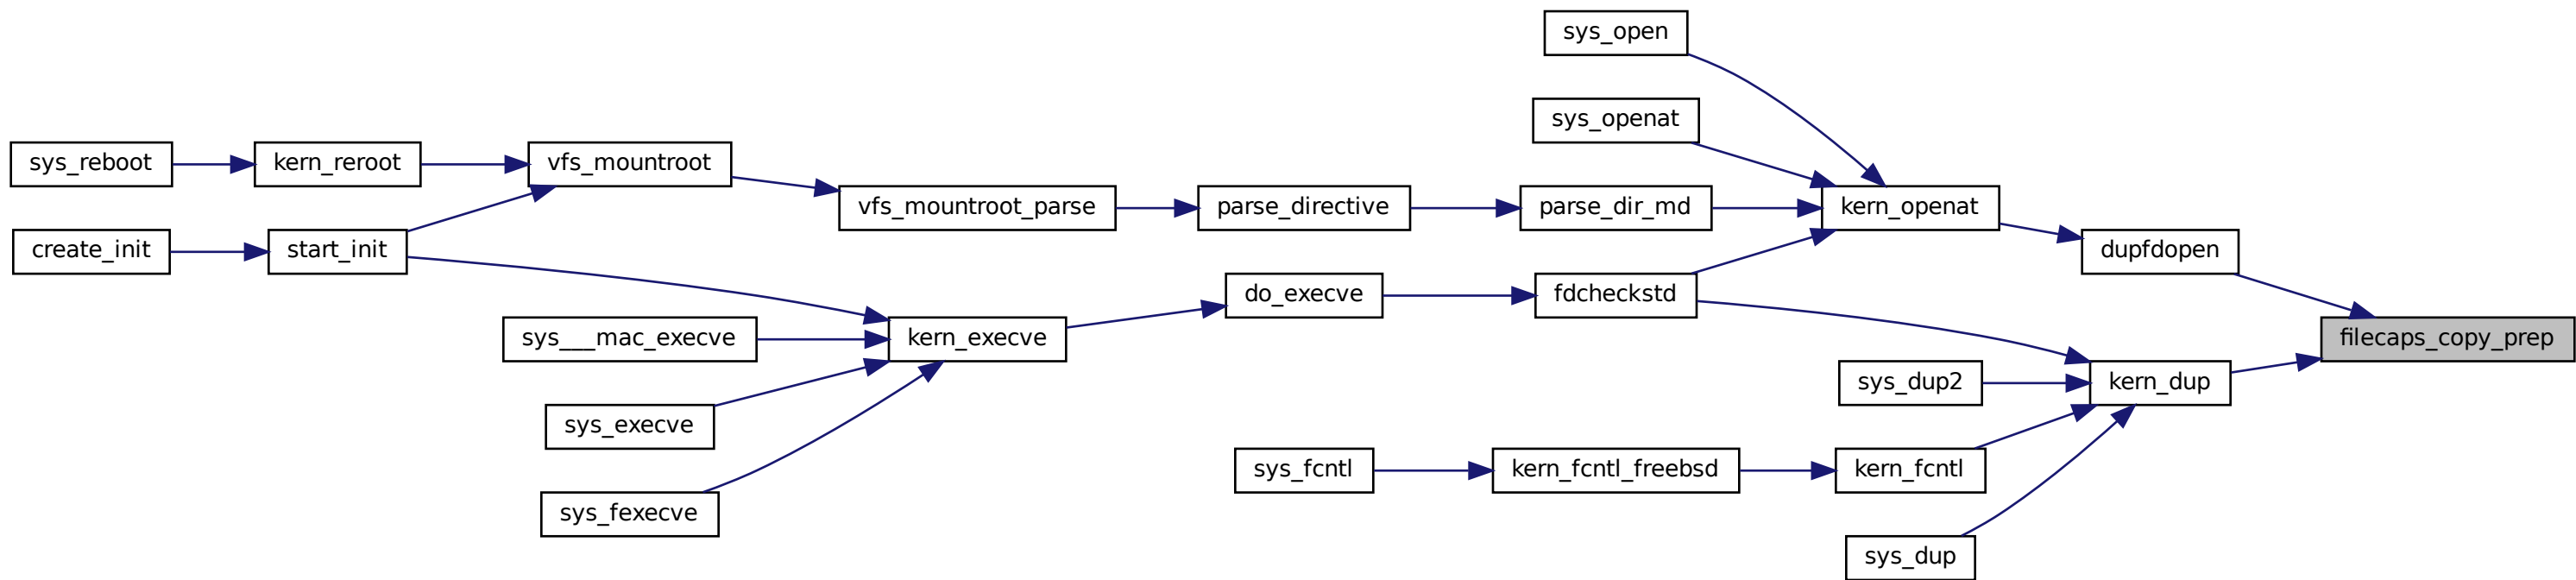 sys_open
sys_openat
sys_reboot
kern_reroot
vfs_mountroot
vfs_mountroot_parse
parse_directive
parse_dir_md
kern_openat
create_init
start_init
dupfdopen
do_execve
fdcheckstd
sys___mac_execve
kern_execve
filecaps_copy_prep
sys_dup2
kern_dup
sys_execve
sys_fcntl
kern_fcntl_freebsd
kern_fcntl
sys_fexecve
sys_dup